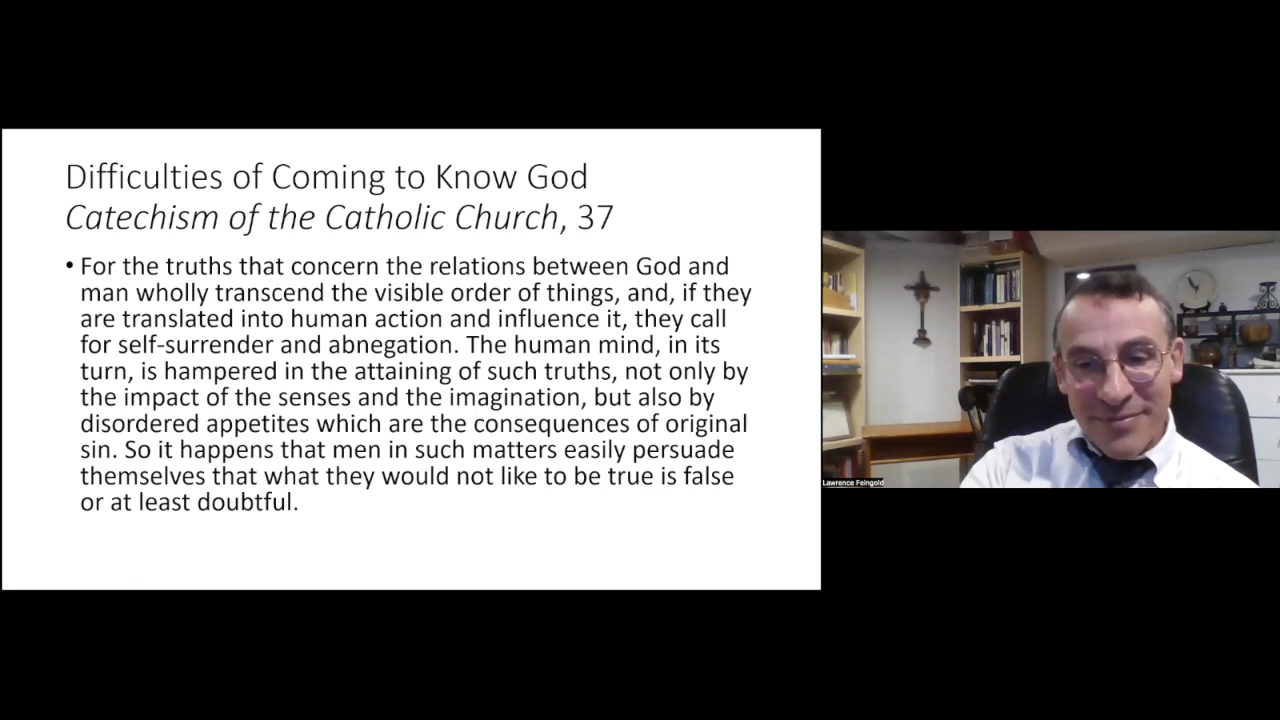 Difficulties of Coming to Know God
Catechism of the Catholic Church, 37
• For the truths that concern the relations between God and
man wholly transcend the visible order of things, and, if they
are translated into human action and influence it, they call
for self-surrender and abnegation. The human mind, in its
turn, is hampered in the attaining of such truths, not only by
the impact of the senses and the imagination, but also by
disordered appetites which are the consequences of original
sin. So it happens that men in such matters easily persuade
themselves that what they would not like to be true is false
or at least doubtful.
Lawrence Feingold